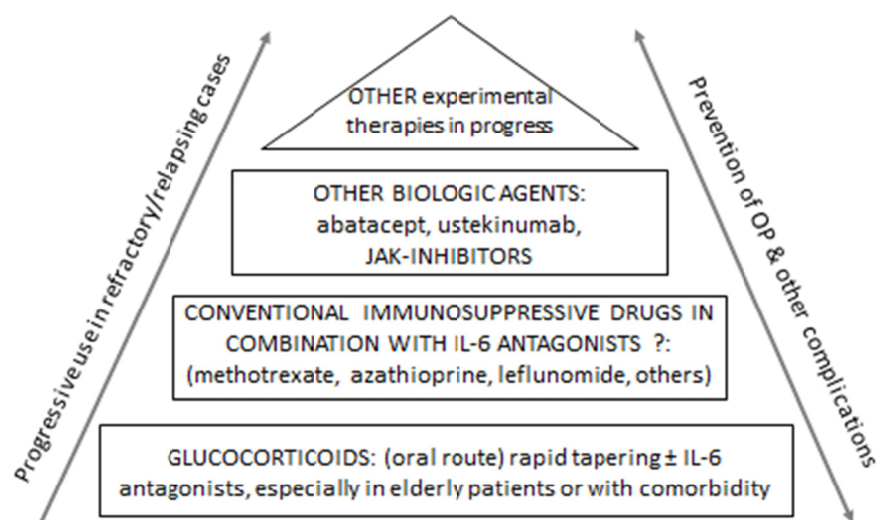 OTHER experimental
therapies in progress
OTHER BIOLOGIC AGENTS:
abatacept, ustekinumab,
JAK-INHIBITORS
CONVENTIONAL IMMUNOSUPPRESSIVE DRUGS IN
COMBINATION WITH IL-6 ANTAGONISTS ?:
(methotrexate, azathioprine, leflunomide, others)
GLUCOCORTICOIDS: (oral route) rapid tapering ± IL-6
antagonists, especially in elderly patients or with comorbidity
Progressive use in refractory/relapsing cases
Prevention of OP & other complications